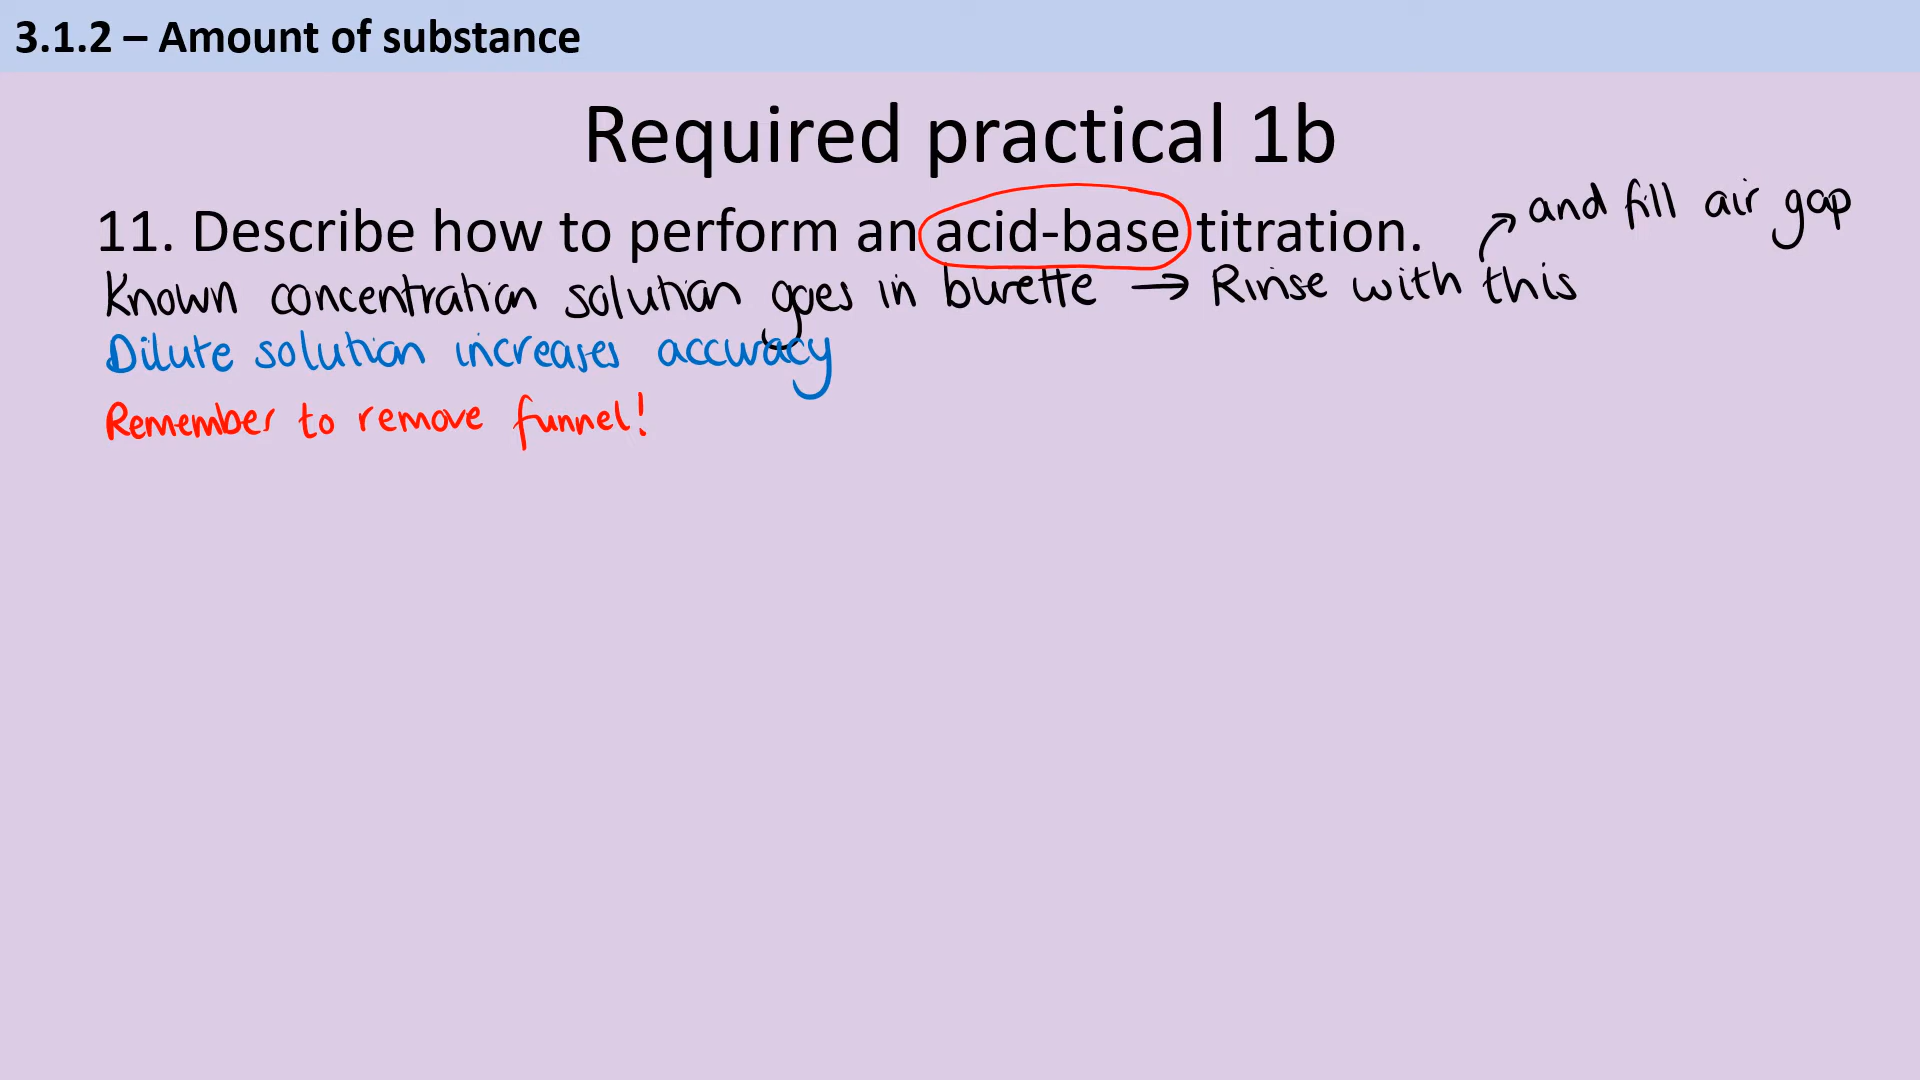 3.1.2 – Amount of substance
Required practical 1b
11. Describe how to perform an acid-base titration.
and fill air gap
Known concentration solution goes in burette → Rinse with this
Dilute solution increases accuracy
Remember to remove funnel!